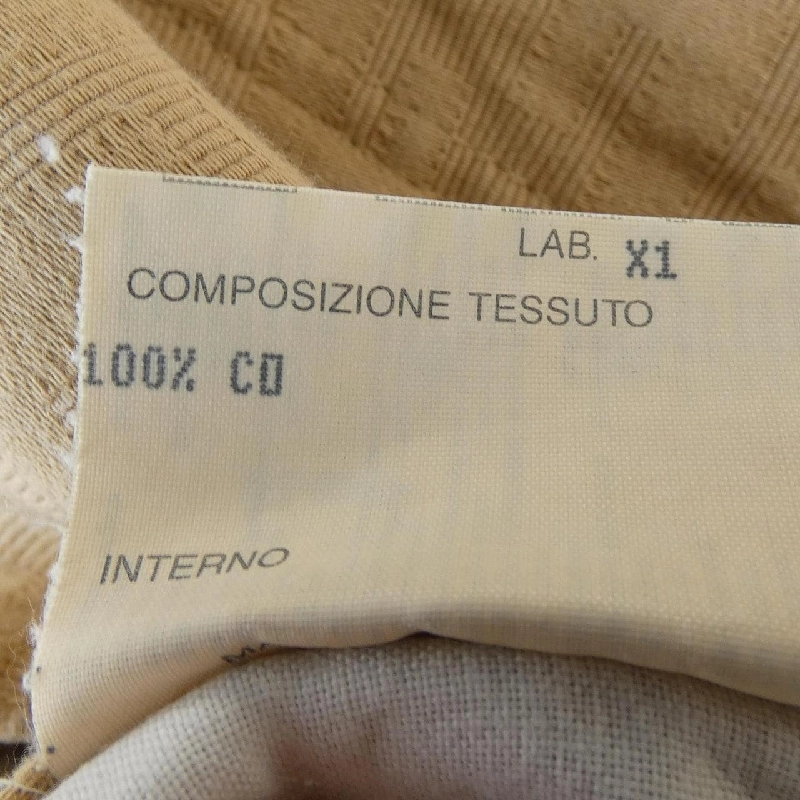 LAB. X1
COMPOSIZIONE TESSUTO
100% CO
INTERNO